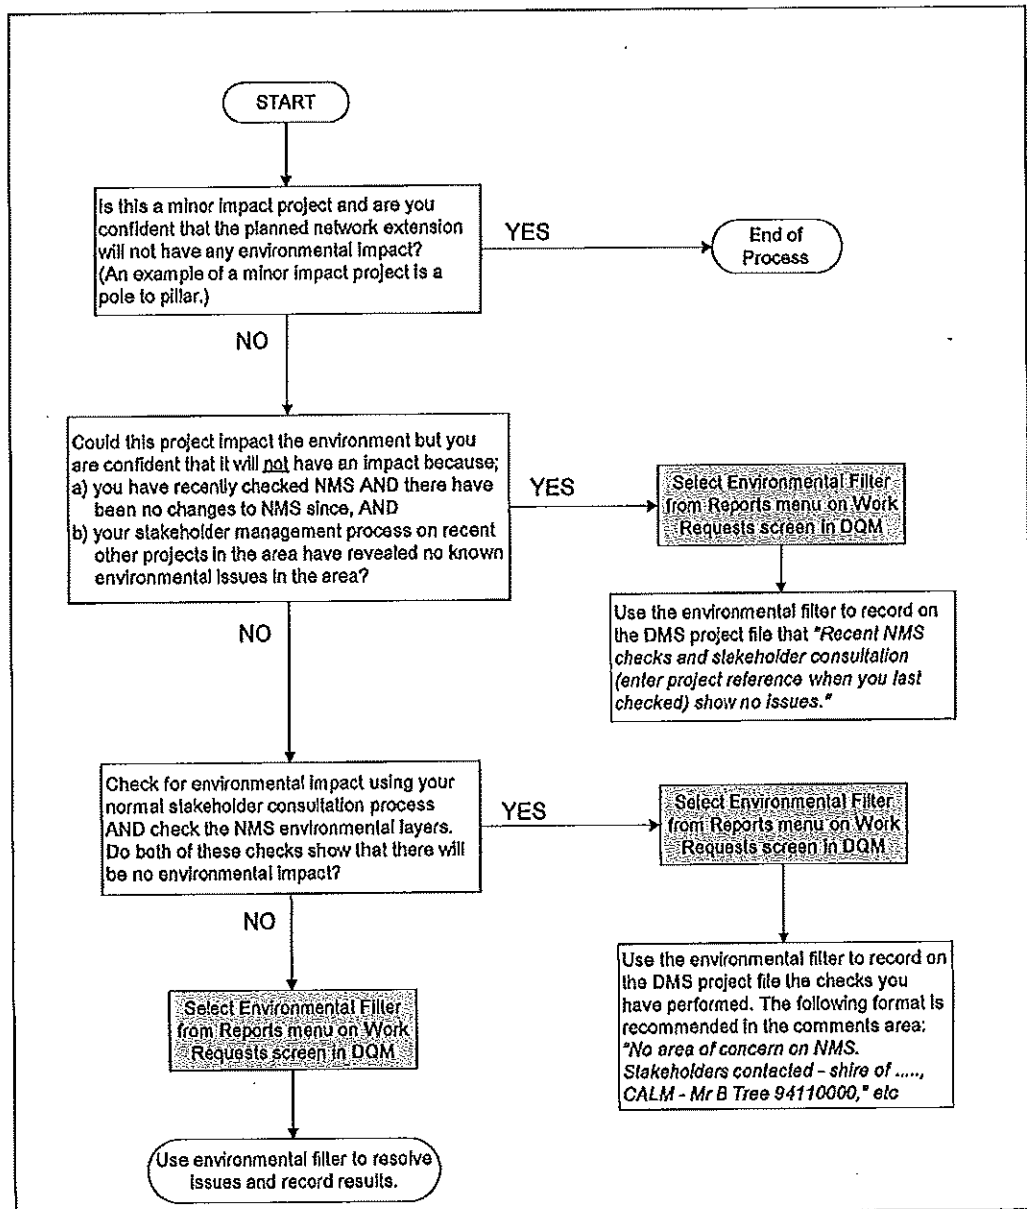 START
Is this a minor impact project and are you
confident that the planned network extension
will not have any environmental impact?
(An example of a minor impact project is a
pole to pillar.)
YES
End of
Process
NO
Could this project impact the environment but you
are confident that it will not have an impact because;
a) you have recently checked NMS AND there have
been no changes to NMS since, AND
b) your stakeholder management process on recent
other projects in the area have revealed no known
environmental issues in the area?
YES
Select Environmental Filter
from Reports menu on Work
Requests screen in DQM
Use the environmental filter to record on
the DMS project file that "Recent NMS
checks and stakeholder consultation
(enter project reference when you last
checked) show no issues."
NO
Check for environmental impact using your
normal stakeholder consultation process
AND check the NMS environmental layers.
Do both of these checks show that there will
be no environmental impact?
YES
Select Environmental Filter
from Reports menu on Work
Requests screen in DQM
Use the environmental filter to record on
the DMS project file the checks you
have performed. The following format is
recommended in the comments area:
"No area of concern on NMS.
Stakeholders contacted - shire of .....,
CALM - Mr B Tree 94110000," etc
NO
Select Environmental Filter
from Reports menu on Work
Requests screen in DQM
Use environmental filter to resolve
issues and record results.